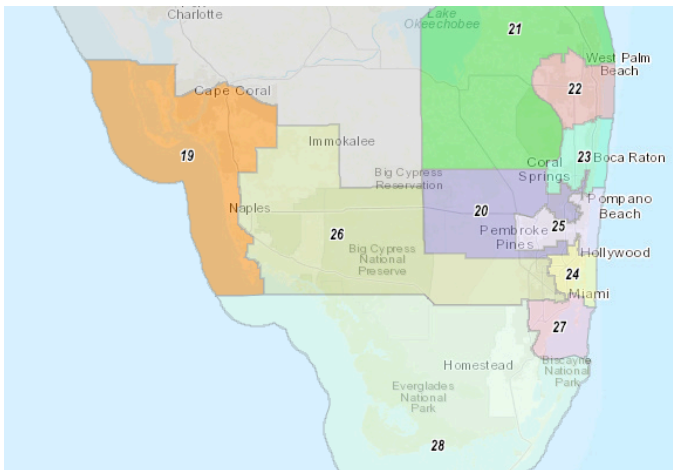 Charlotte
Lake
Okeechobee
21
West Palm
Beach
Cape Coral
22
Immokalee
19
23
Boca Raton
Coral
Springs
Big Cypress
Reservation
Naples
20
Pompano
Beach
25
26
Pembroke
Pines
Big Cypress
National
Preserve
Hollywood
24
Miami
27
Homestead
Biscayne
National
Park
Everglades
National
Park
28